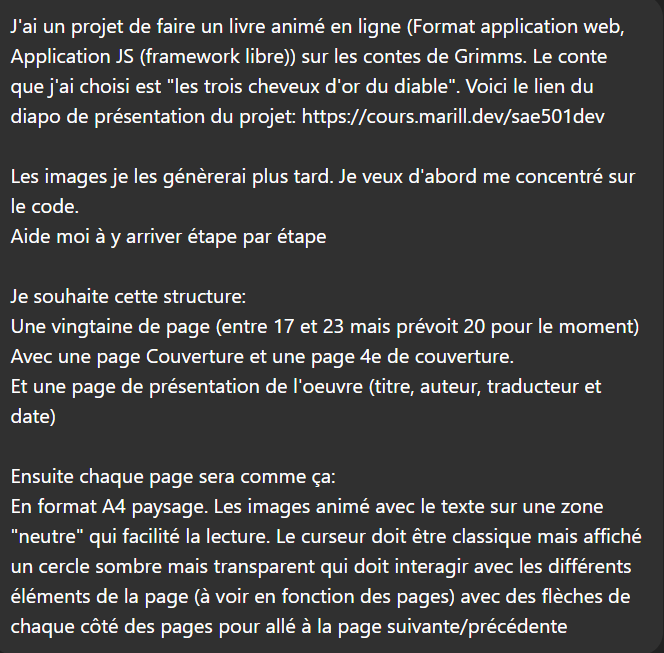 J'ai un projet de faire un livre animé en ligne (Format application web,
Application JS (framework libre)) sur les contes de Grimms. Le conte
que j'ai choisi est "les trois cheveux d'or du diable". Voici le lien du
diapo de présentation du projet: https://cours.marill.dev/sae501dev
Les images je les génèrerai plus tard. Je veux d'abord me concentré sur
le code.
Aide moi à y arriver étape par étape
Je souhaite cette structure:
Une vingtaine de page (entre 17 et 23 mais prévoit 20 pour le moment)
Avec une page Couverture et une page 4e de couverture.
Et une page de présentation de l'oeuvre (titre, auteur, traducteur et
date)
Ensuite chaque page sera comme ça:
En format A4 paysage. Les images animé avec le texte sur une zone
"neutre" qui facilité la lecture. Le curseur doit être classique mais affiché
un cercle sombre mais transparent qui doit interagir avec les différents
éléments de la page (à voir en fonction des pages) avec des flèches de
chaque côté des pages pour allé à la page suivante/précédente